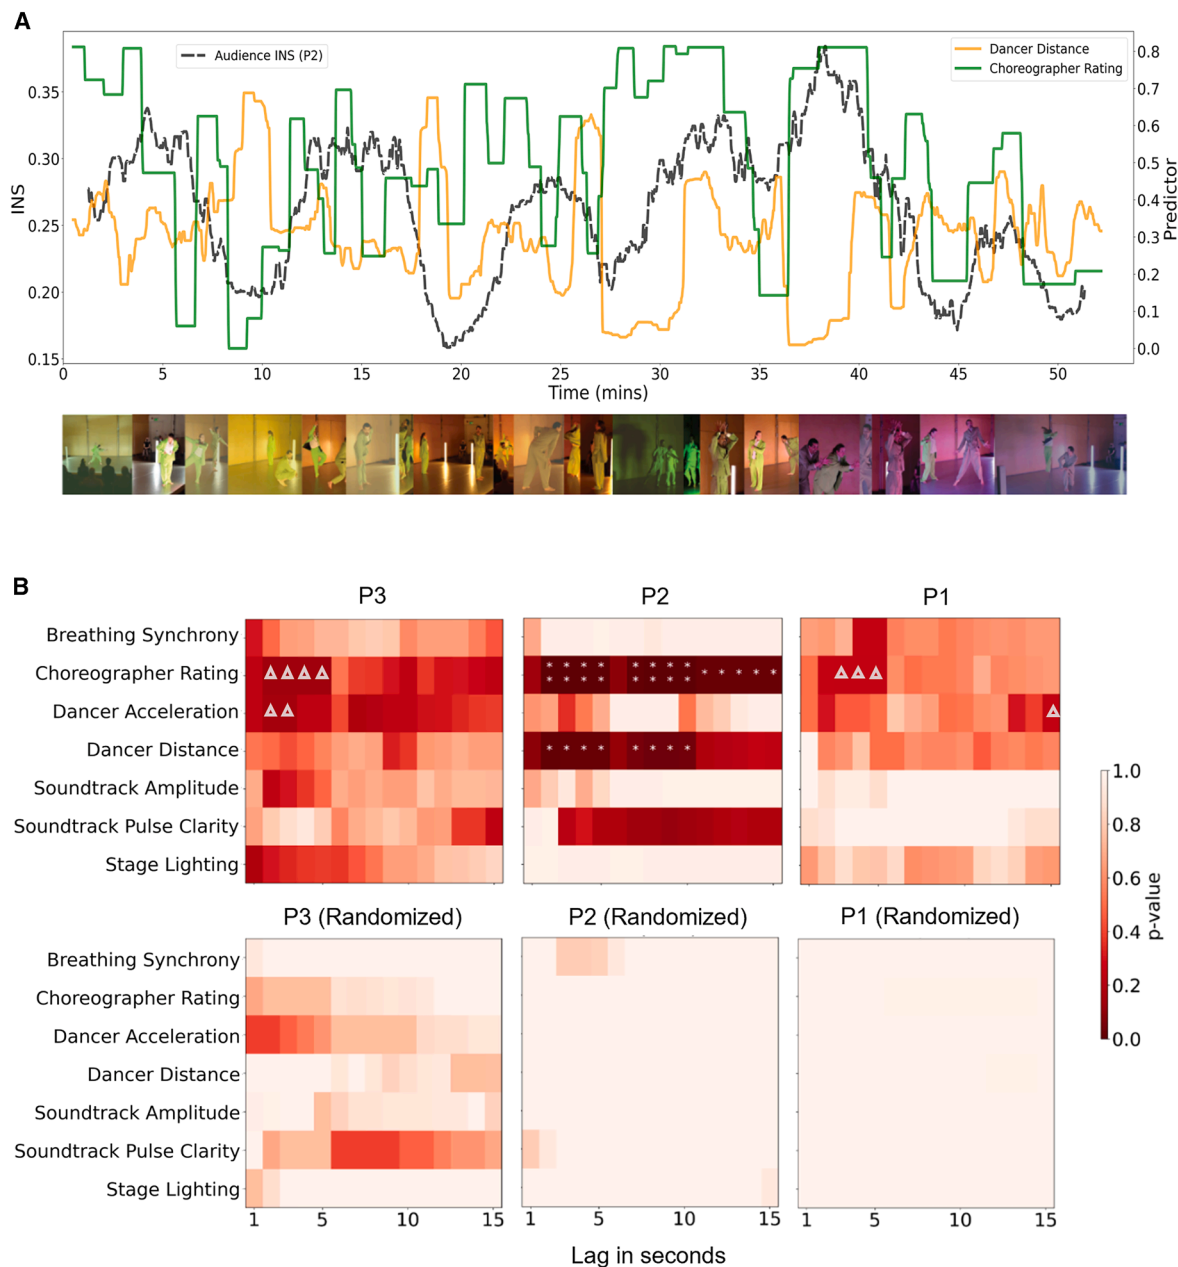 A
Audience INS (P2)
Dancer Distance
Choreographer Rating
INS
0.35
0.30
0.25
0.20
0.15
0.8
0.7
0.6
0.5
0.4
0.3
0.2
0.1
0.0
Predictor
0 5 10 15 20 25 30 35 40 45 50
Time (mins)
B
P3 P2 P1
Breathing Synchrony
Choreographer Rating
Dancer Acceleration
Dancer Distance
Soundtrack Amplitude
Soundtrack Pulse Clarity
Stage Lighting
* * * * * * * *
* * * * * * * * * * * * *
* * * * * * * *
1.0
0.8
0.6
0.4
0.2
0.0
p-value
P3 (Randomized) P2 (Randomized) P1 (Randomized)
Breathing Synchrony
Choreographer Rating
Dancer Acceleration
Dancer Distance
Soundtrack Amplitude
Soundtrack Pulse Clarity
Stage Lighting
1 5 10 15 1 5 10 15 1 5 10 15
Lag in seconds